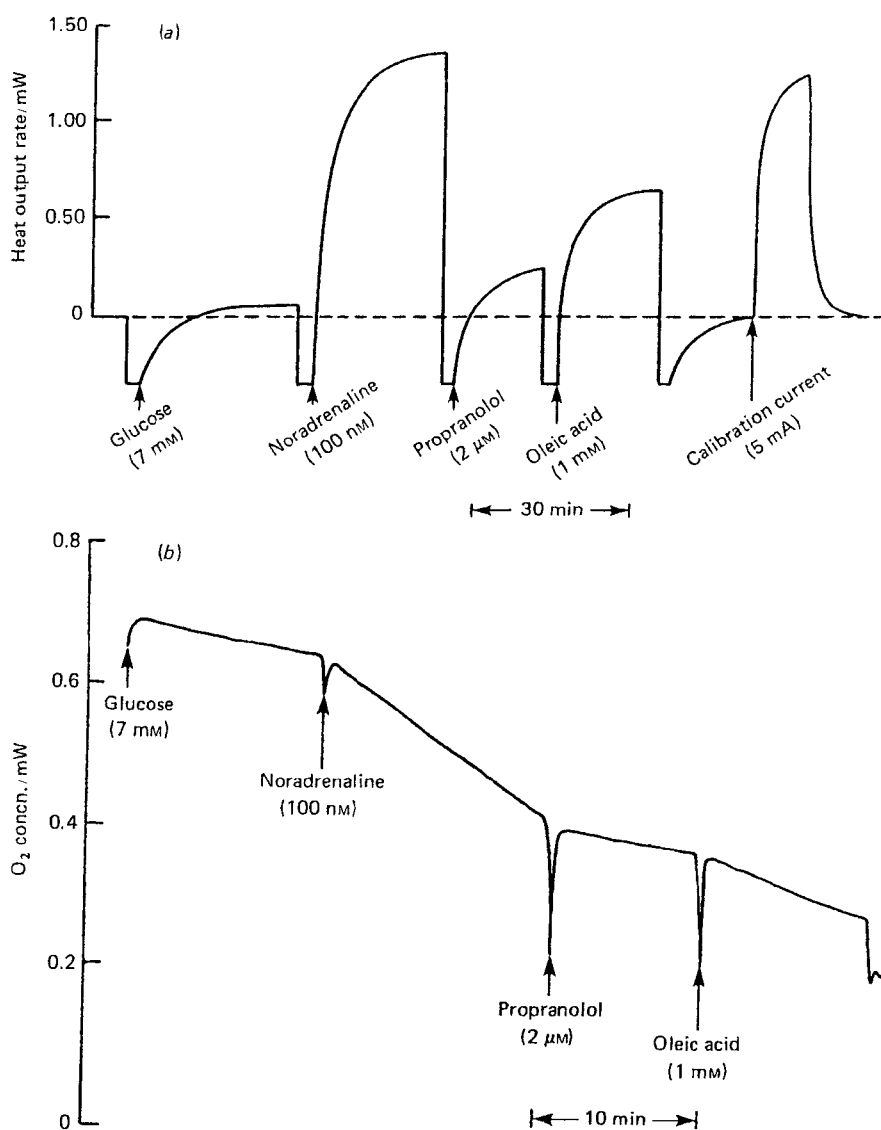 1.50
(a)
Heat output rate/mW
1.00
0.50
0
Glucose
(7 mM)
Noradrenaline
(100 nM)
Propranolol
(2 μM)
Oleic acid
(1 mM)
Calibration current
(5 mA)
30 min
0.8
(b)
0.6
Glucose
(7 mM)
Noradrenaline
(100 nM)
O₂ concn./mW
0.4
0.2
Propranolol
(2 μM)
Oleic acid
(1 mM)
0
10 min